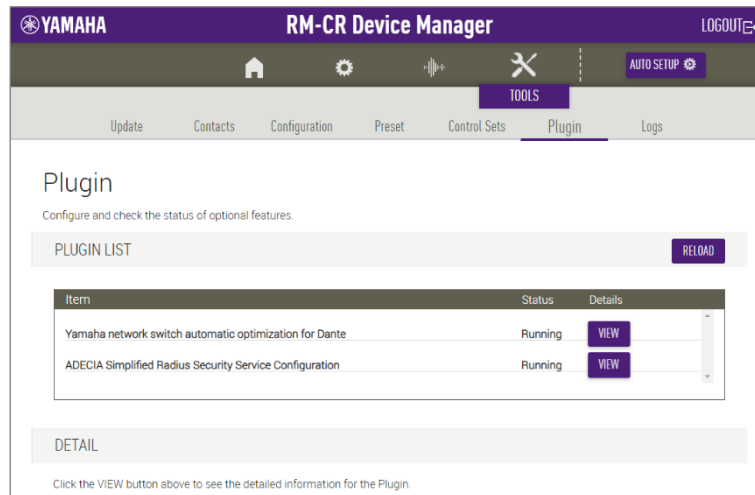 YAMAHA RM-CR Device Manager LOGOUT
AUTO SETUP
TOOLS
Update Contacts Configuration Preset Control Sets Plugin Logs
Plugin
Configure and check the status of optional features.
PLUGIN LIST RELOAD
Item Status Details
Yamaha network switch automatic optimization for Dante Running VIEW
ADECIA Simplified Radius Security Service Configuration Running VIEW
DETAIL
Click the VIEW button above to see the detailed information for the Plugin.